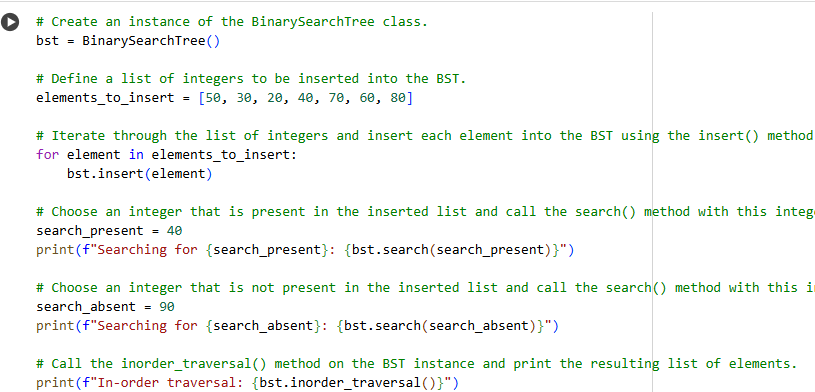 # Create an instance of the BinarySearchTree class.
bst = BinarySearchTree()
# Define a list of integers to be inserted into the BST.
elements_to_insert = [50, 30, 20, 40, 70, 60, 80]
# Iterate through the list of integers and insert each element into the BST using the insert() method
for element in elements_to_insert:
    bst.insert(element)
# Choose an integer that is present in the inserted list and call the search() method with this
search_present = 40
print(f"Searching for {search_present}: {bst.search(search_present)}")
# Choose an integer that is not present in the inserted list and call the search() method with this
search_absent = 90
print(f"Searching for {search_absent}: {bst.search(search_absent)}")
# Call the inorder_traversal() method on the BST instance and print the resulting list of elements.
print(f"In-order traversal: {bst.inorder_traversal()}")